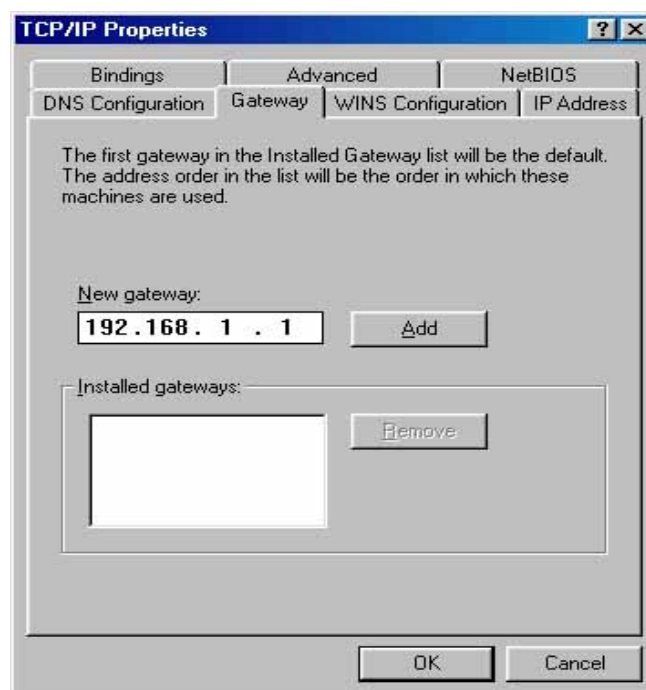 TCP/IP Properties
Bindings Advanced NetBIOS
DNS Configuration Gateway WINS Configuration IP Address
The first gateway in the Installed Gateway list will be the default.
The address order in the list will be the order in which these
machines are used.
New gateway:
192.168. 1 . 1
Add
Installed gateways:
Remove
OK Cancel